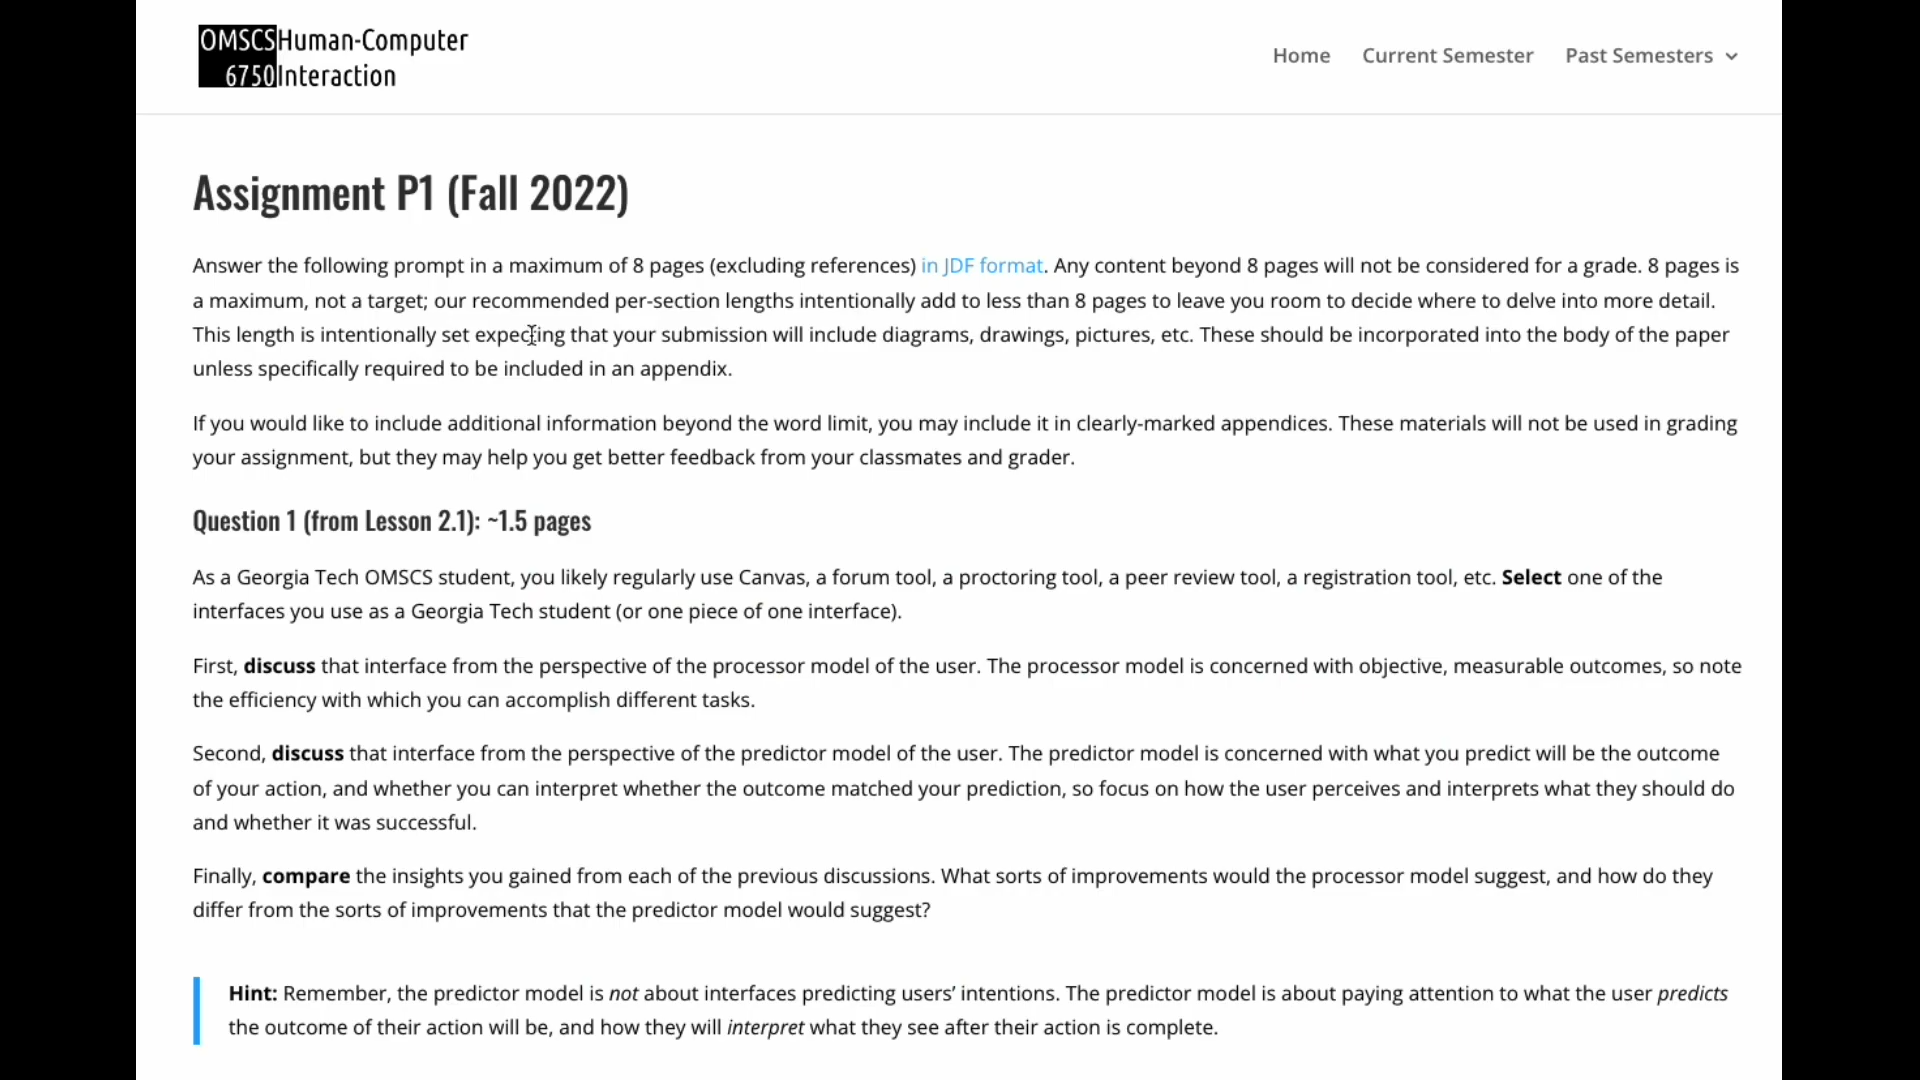 OMSCS Human-Computer
6750 Interaction
Home Current Semester Past Semesters
Assignment P1 (Fall 2022)
Answer the following prompt in a maximum of 8 pages (excluding references) in JDF format. Any content beyond 8 pages will not be considered for a grade. 8 pages is
a maximum, not a target; our recommended per-section lengths intentionally add to less than 8 pages to leave you room to decide where to delve into more detail.
This length is intentionally set expecting that your submission will include diagrams, drawings, pictures, etc. These should be incorporated into the body of the paper
unless specifically required to be included in an appendix.
If you would like to include additional information beyond the word limit, you may include it in clearly-marked appendices. These materials will not be used in grading
your assignment, but they may help you get better feedback from your classmates and grader.
Question 1 (from Lesson 2.1): ~1.5 pages
As a Georgia Tech OMSCS student, you likely regularly use Canvas, a forum tool, a proctoring tool, a peer review tool, a registration tool, etc. Select one of the
interfaces you use as a Georgia Tech student (or one piece of one interface).
First, discuss that interface from the perspective of the processor model of the user. The processor model is concerned with objective, measurable outcomes, so note
the efficiency with which you can accomplish different tasks.
Second, discuss that interface from the perspective of the predictor model of the user. The predictor model is concerned with what you predict will be the outcome
of your action, and whether you can interpret whether the outcome matched your prediction, so focus on how the user perceives and interprets what they should do
and whether it was successful.
Finally, compare the insights you gained from each of the previous discussions. What sorts of improvements would the processor model suggest, and how do they
differ from the sorts of improvements that the predictor model would suggest?
Hint: Remember, the predictor model is not about interfaces predicting users’ intentions. The predictor model is about paying attention to what the user predicts
the outcome of their action will be, and how they will interpret what they see after their action is complete.